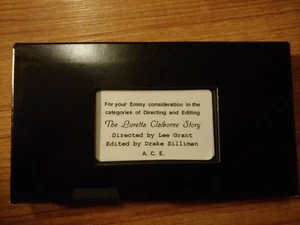 For your Emmy consideration in the
categories of Directing and Editing
The Loretta Claiborne Story
Directed by Lee Grant
Edited by Drake Silliman
A.C.E.